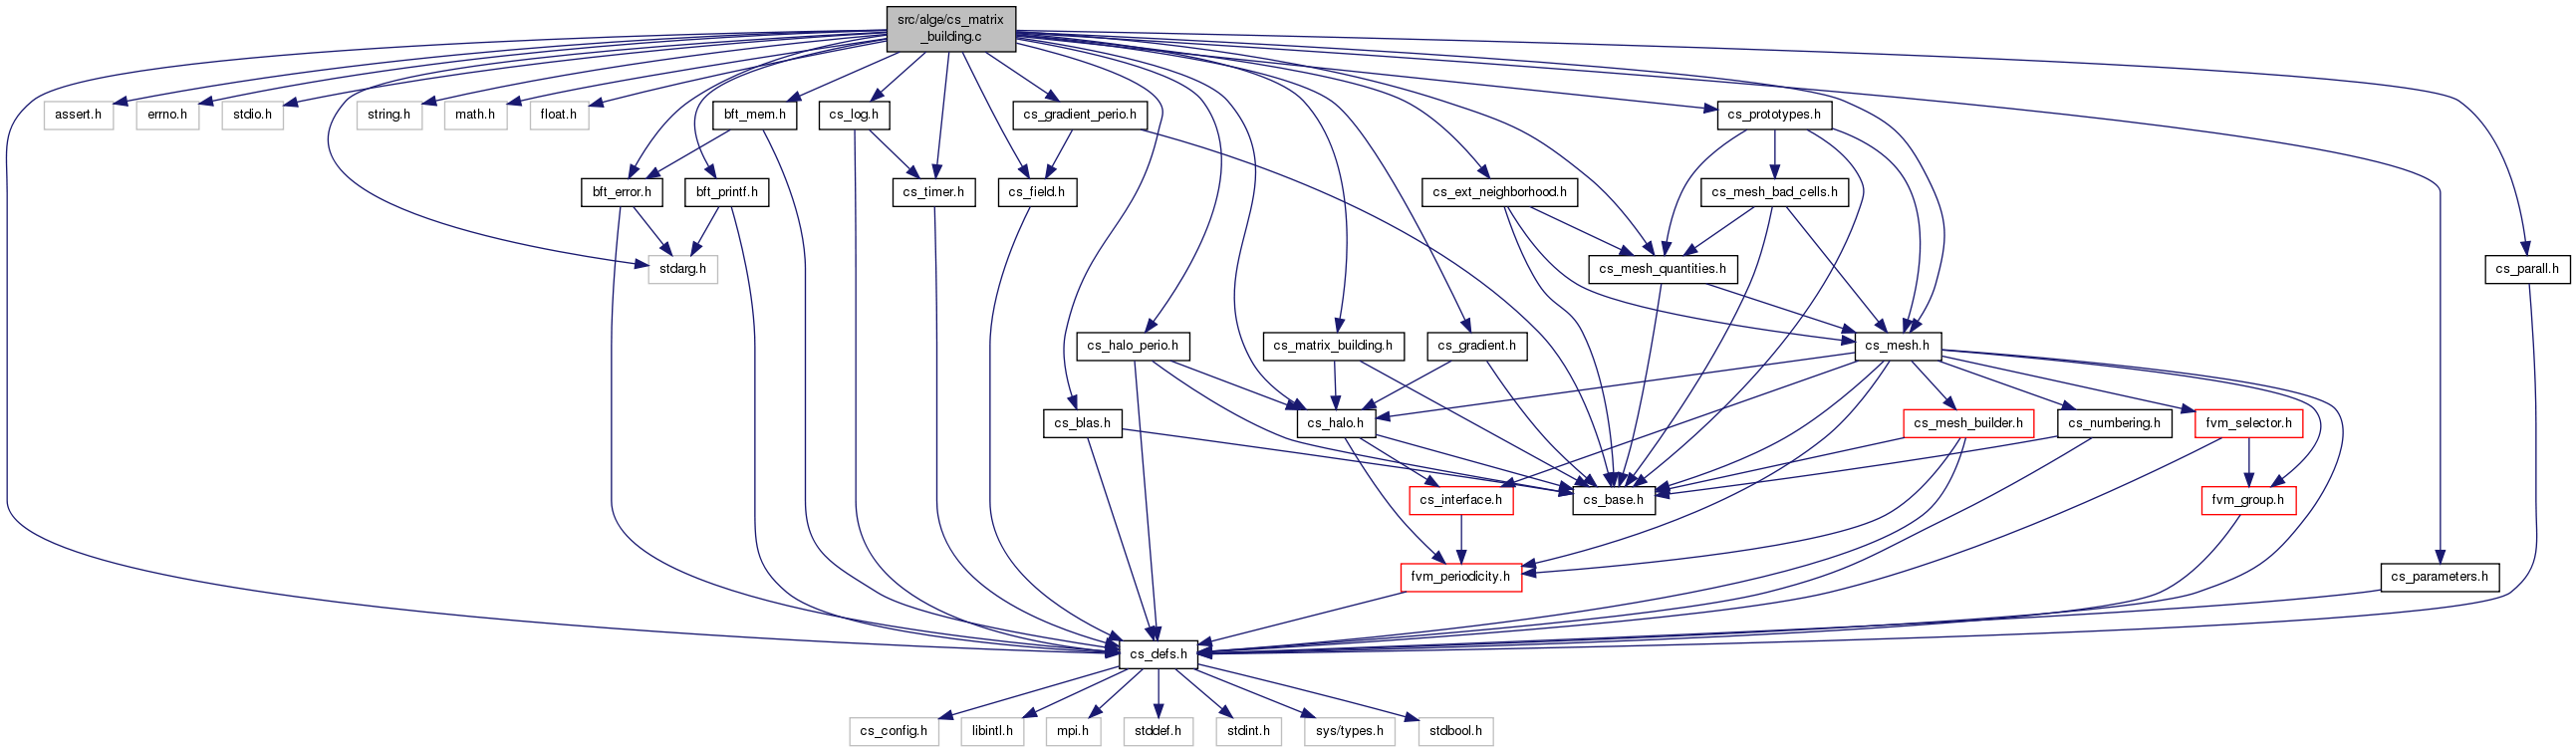 src/alge/cs_matrix
_building.c
assert.h
errno.h
stdio.h
string.h
math.h
float.h
bft_mem.h
cs_log.h
cs_gradient_perio.h
cs_prototypes.h
bft_error.h
bft_printf.h
cs_timer.h
cs_field.h
cs_ext_neighborhood.h
cs_mesh_bad_cells.h
stdarg.h
cs_mesh_quantities.h
cs_parall.h
cs_halo_perio.h
cs_matrix_building.h
cs_gradient.h
cs_mesh.h
cs_blas.h
cs_halo.h
cs_mesh_builder.h
cs_numbering.h
fvm_selector.h
cs_interface.h
cs_base.h
fvm_group.h
fvm_periodicity.h
cs_parameters.h
cs_defs.h
cs_config.h
libintl.h
mpi.h
stddef.h
stdint.h
sys/types.h
stdbool.h